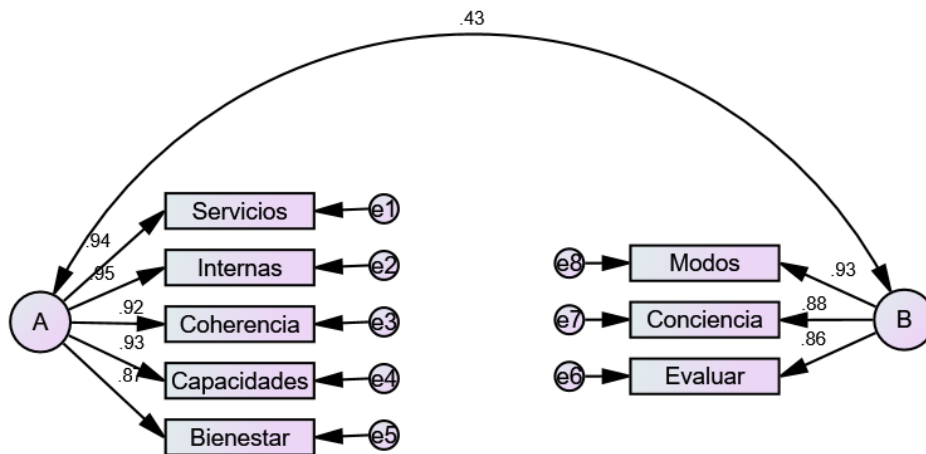 .43
Servicios
e1
.94
Internas
e2
.95
e8
Modos
.93
A
.92
Coherencia
e3
e7
Conciencia
.88
B
.93
Capacidades
e4
e6
Evaluar
.86
.87
Bienestar
e5